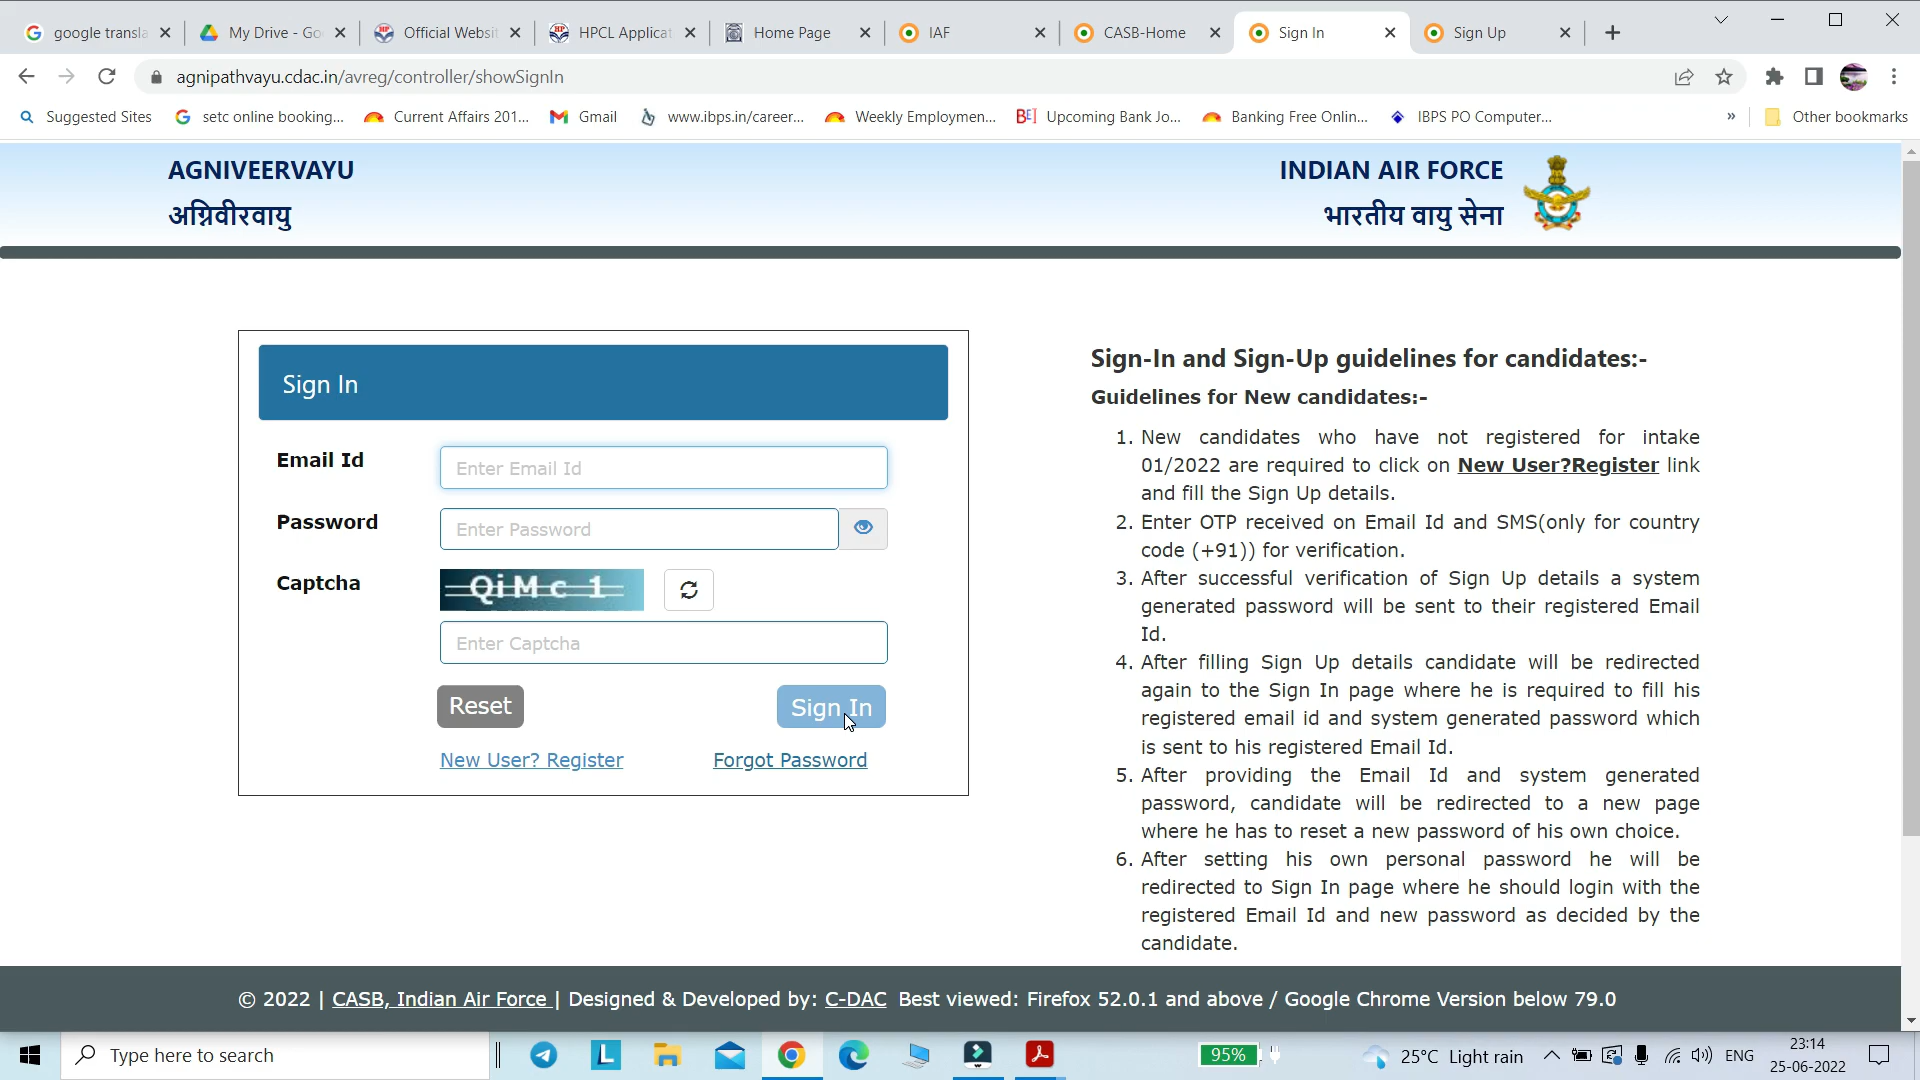 google transla
My Drive - Go
Official Websit
HPCL Applicat
Home Page
IAF
CASB-Home
Sign In
Sign Up
agnipathvayu.cdac.in/avreg/controller/showSignIn
Suggested Sites
setc online booking...
Current Affairs 201...
Gmail
www.ibps.in/career...
Weekly Employmen...
BEJ Upcoming Bank Jo...
Banking Free Onlin...
IBPS PO Computer...
»
Other bookmarks
AGNIVEERVAYU
अग्निवीरवायु
INDIAN AIR FORCE
भारतीय वायु सेना
Sign In
Email Id
Enter Email Id
Password
Enter Password
Captcha
QiMc1
Enter Captcha
Reset
Sign In
New User? Register
Forgot Password
Sign-In and Sign-Up guidelines for candidates:-
Guidelines for New candidates:-
1. New candidates who have not registered for intake
01/2022 are required to click on New User?Register link
and fill the Sign Up details.
2. Enter OTP received on Email Id and SMS(only for country
code (+91)) for verification.
3. After successful verification of Sign Up details a system
generated password will be sent to their registered Email
Id.
4. After filling Sign Up details candidate will be redirected
again to the Sign In page where he is required to fill his
registered email id and system generated password which
is sent to his registered Email Id.
5. After providing the Email Id and system generated
password, candidate will be redirected to a new page
where he has to reset a new password of his own choice.
6. After setting his own personal password he will be
redirected to Sign In page where he should login with the
registered Email Id and new password as decided by the
candidate.
© 2022 | CASB, Indian Air Force | Designed & Developed by: C-DAC Best viewed: Firefox 52.0.1 and above / Google Chrome Version below 79.0
Type here to search
95%
25°C Light rain
ENG
23:14
25-06-2022